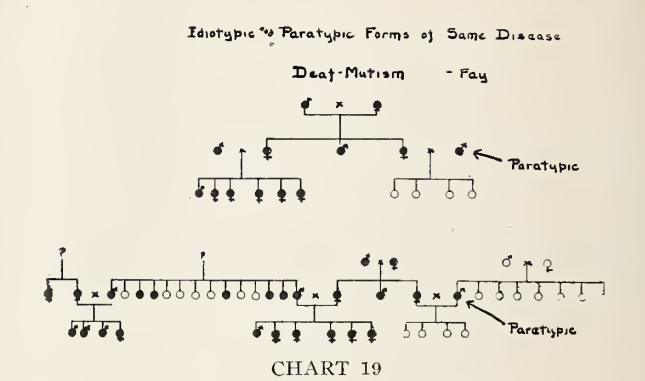 Idiotypic and Paratypic Forms of Same Disease
Deaf-Mutism - Fay
x
x x Paratypic
? ? x x
x x x Paratypic
CHART 19